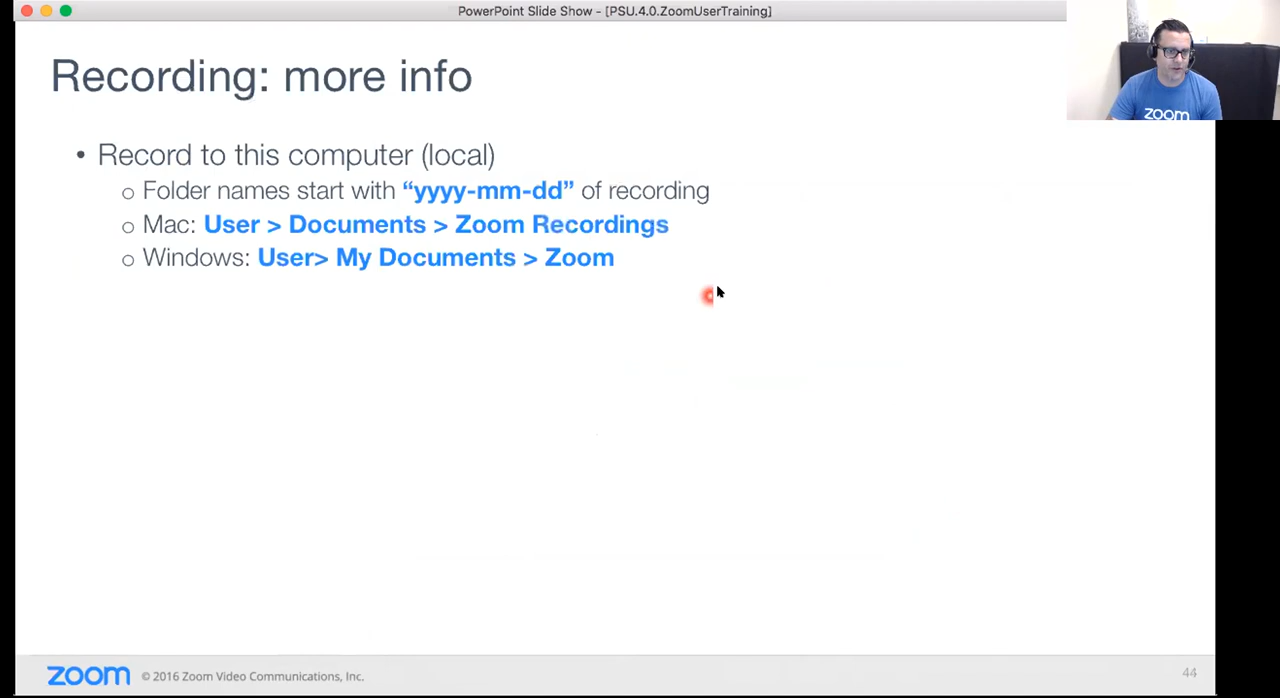 PowerPoint Slide Show - [PSU.4.0.ZoomUserTraining]
Recording: more info
zoom
• Record to this computer (local)
o Folder names start with “yyyy-mm-dd” of recording
o Mac: User > Documents > Zoom Recordings
o Windows: User> My Documents > Zoom
zoom © 2016 Zoom Video Communications, Inc.
44